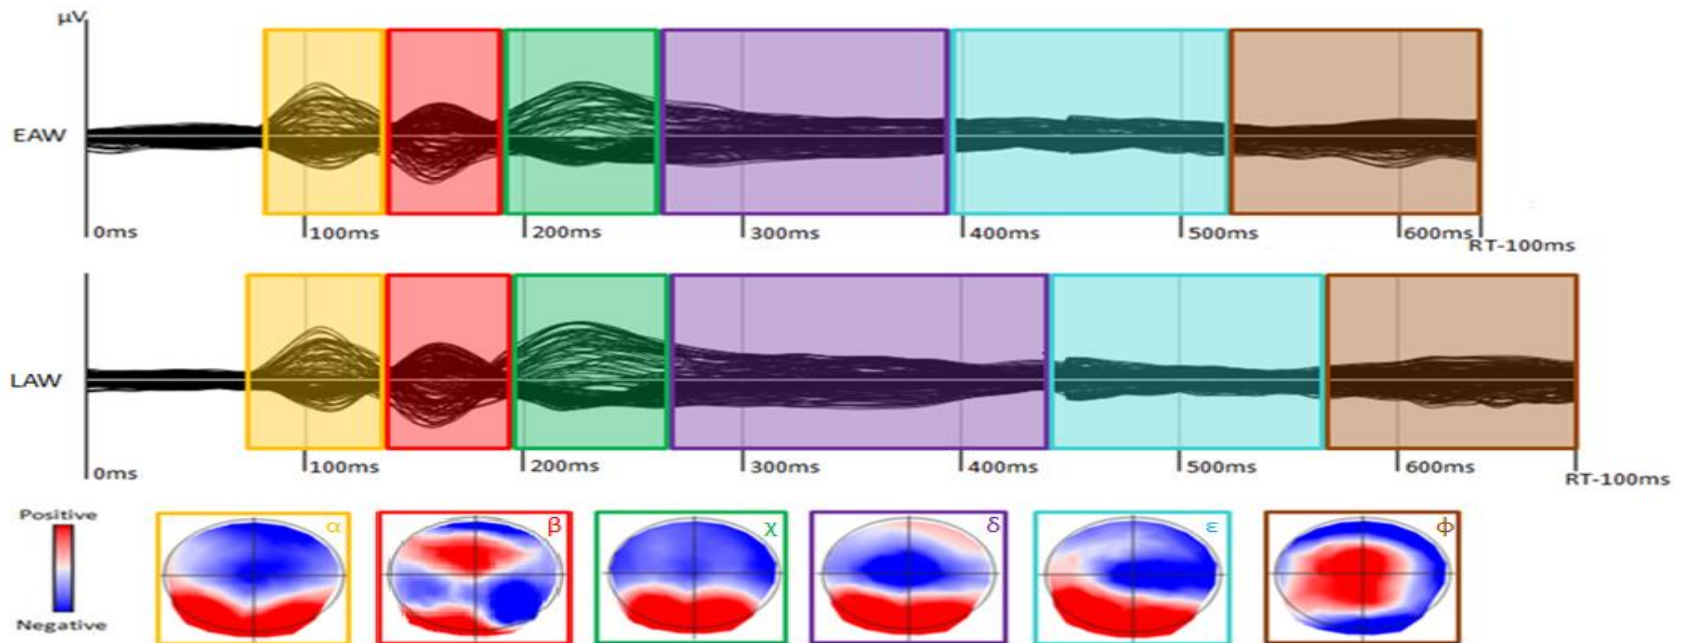 μV
EAW
0ms 100ms 200ms 300ms 400ms 500ms 600ms
RT-100ms
LAW
0ms 100ms 200ms 300ms 400ms 500ms 600ms
RT-100ms
Positive
α β χ δ ε ϕ
Negative